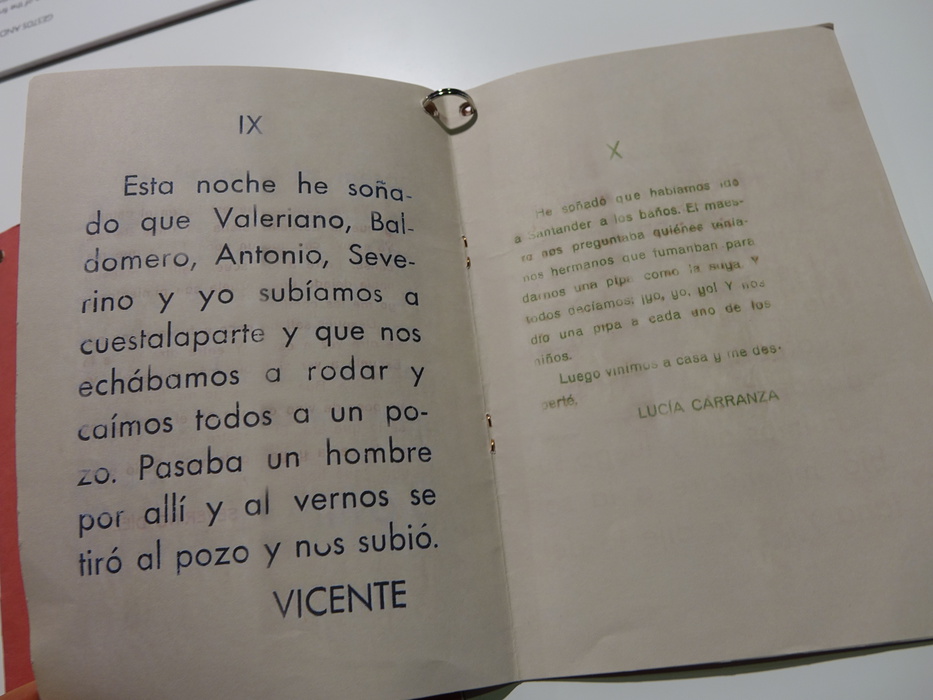 IX
Esta noche he soña-
do que Valeriano, Bal-
domero, Antonio, Seve-
rino y yo subíamos a
cuestalaparte y que nos
echábamos a rodar y
caímos todos a un po-
zo. Pasaba un hombre
por allí y al vernos se
tiró al pozo y nos subió.
VICENTE
X
He soñado que habíamos ido
a Santander a los baños. El maes-
ro nos preguntaba quiénes
nos hermanos que fumaban para
darnos una pipa como la suya y
todos decíamos: ¡yo, yo, yo! Y nos
dio una pipa a cada uno de los
niños.
Luego vinimos a casa y me des-
perté.
LUCÍA CARRANZA